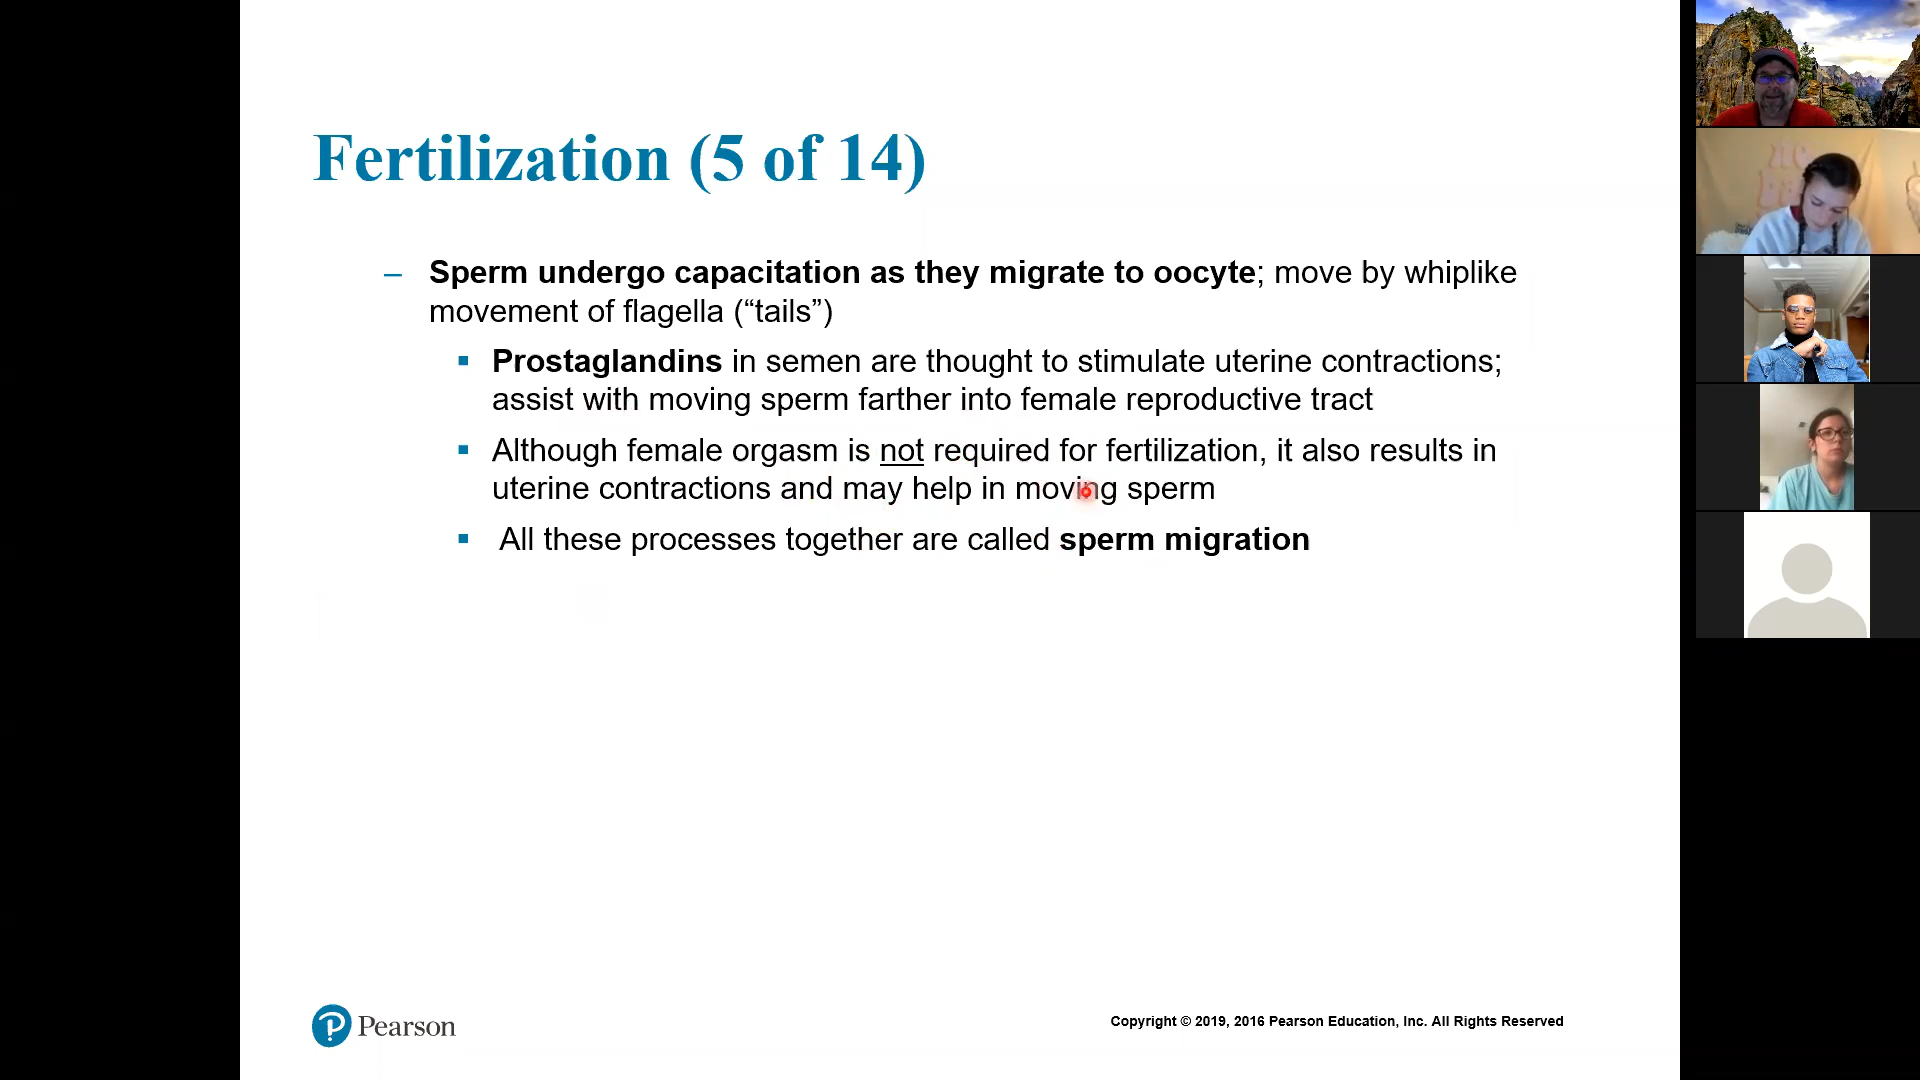 Fertilization (5 of 14)
– Sperm undergo capacitation as they migrate to oocyte; move by whiplike
movement of flagella (“tails”)
▪ Prostaglandins in semen are thought to stimulate uterine contractions;
assist with moving sperm farther into female reproductive tract
▪ Although female orgasm is not required for fertilization, it also results in
uterine contractions and may help in moving sperm
▪ All these processes together are called sperm migration
Pearson
Copyright © 2019, 2016 Pearson Education, Inc. All Rights Reserved